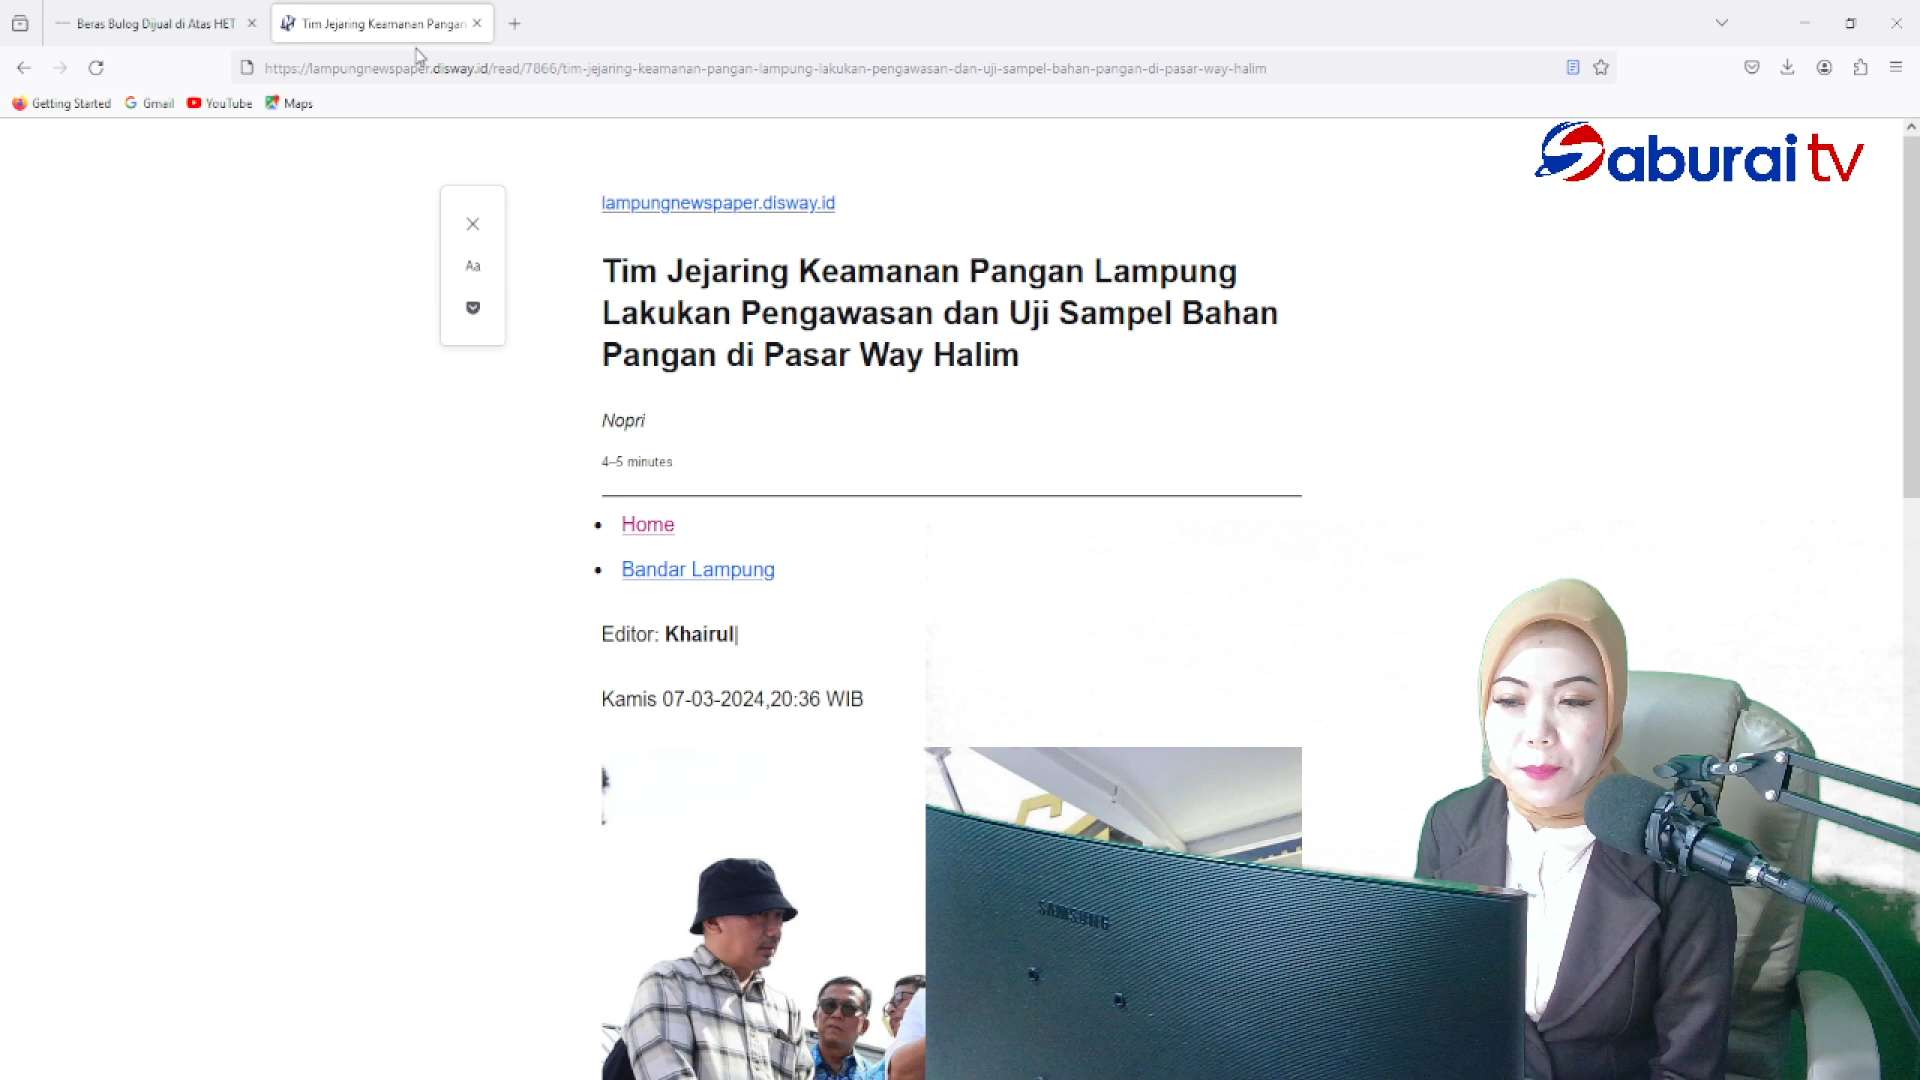 Beras Bulog Dijual di Atas HET
Tim Jejaring Keamanan Pangan
https://lampungnewspaper.disway.id/read/7866/tim-jejaring-keamanan-pangan-lampung-lakukan-pengawasan-dan-uji-sampel-bahan-pangan-di-pasar-way-halim
Getting Started
Gmail
YouTube
Maps
Saburai tv
lampungnewspaper.disway.id
Aa
Tim Jejaring Keamanan Pangan Lampung
Lakukan Pengawasan dan Uji Sampel Bahan
Pangan di Pasar Way Halim
Nopri
4–5 minutes
Home
Bandar Lampung
Editor: Khairul|
Kamis 07-03-2024,20:36 WIB
SAMSUNG